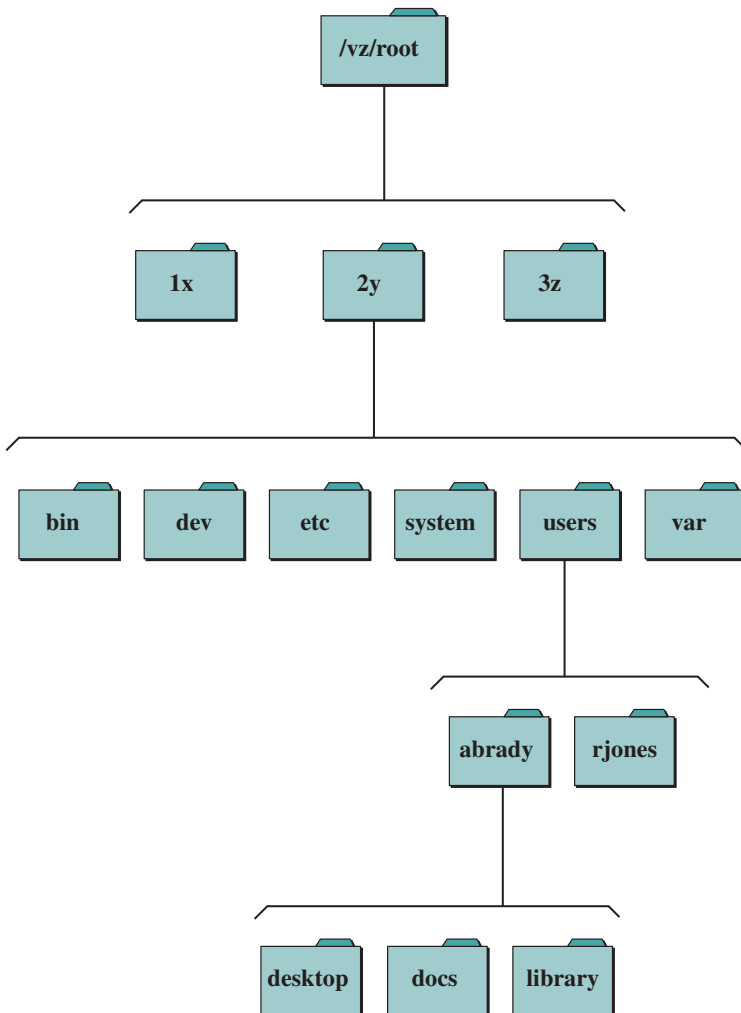 /vz/root
1x
2y
3z
bin
dev
etc
system
users
var
abrady
rjones
desktop
docs
library